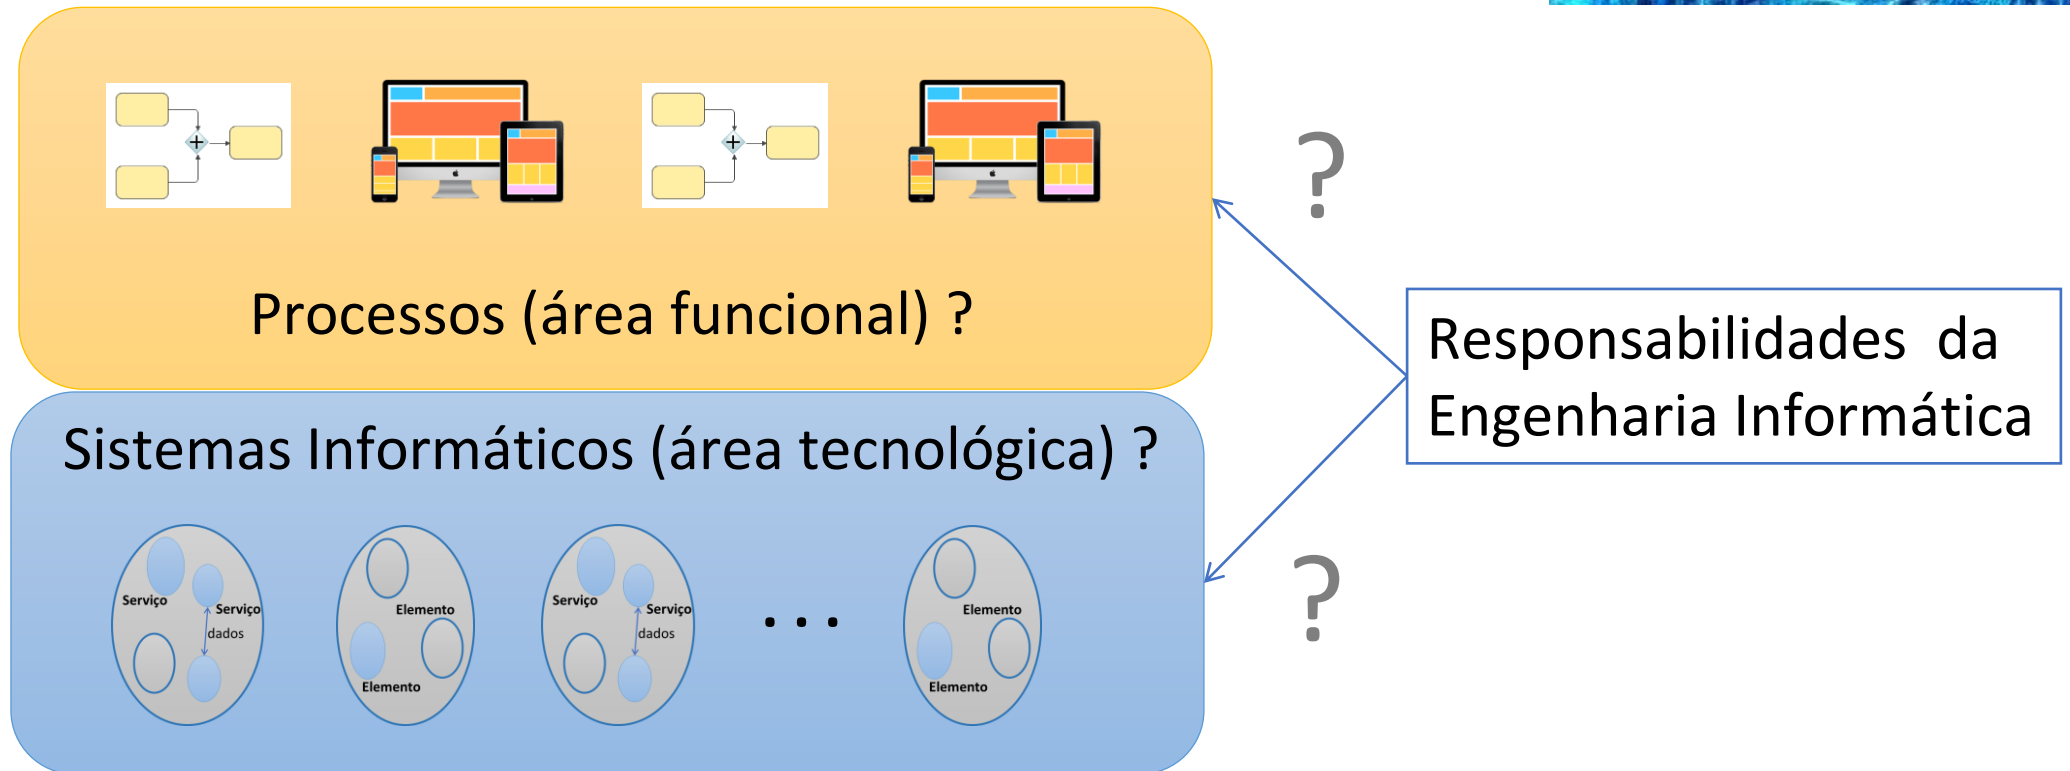 ?
Processos (área funcional) ?
Responsabilidades da
Engenharia Informática
Sistemas Informáticos (área tecnológica) ?
Serviço
Serviço
dados
Elemento
Elemento
Serviço
Serviço
dados
...
Elemento
Elemento
?